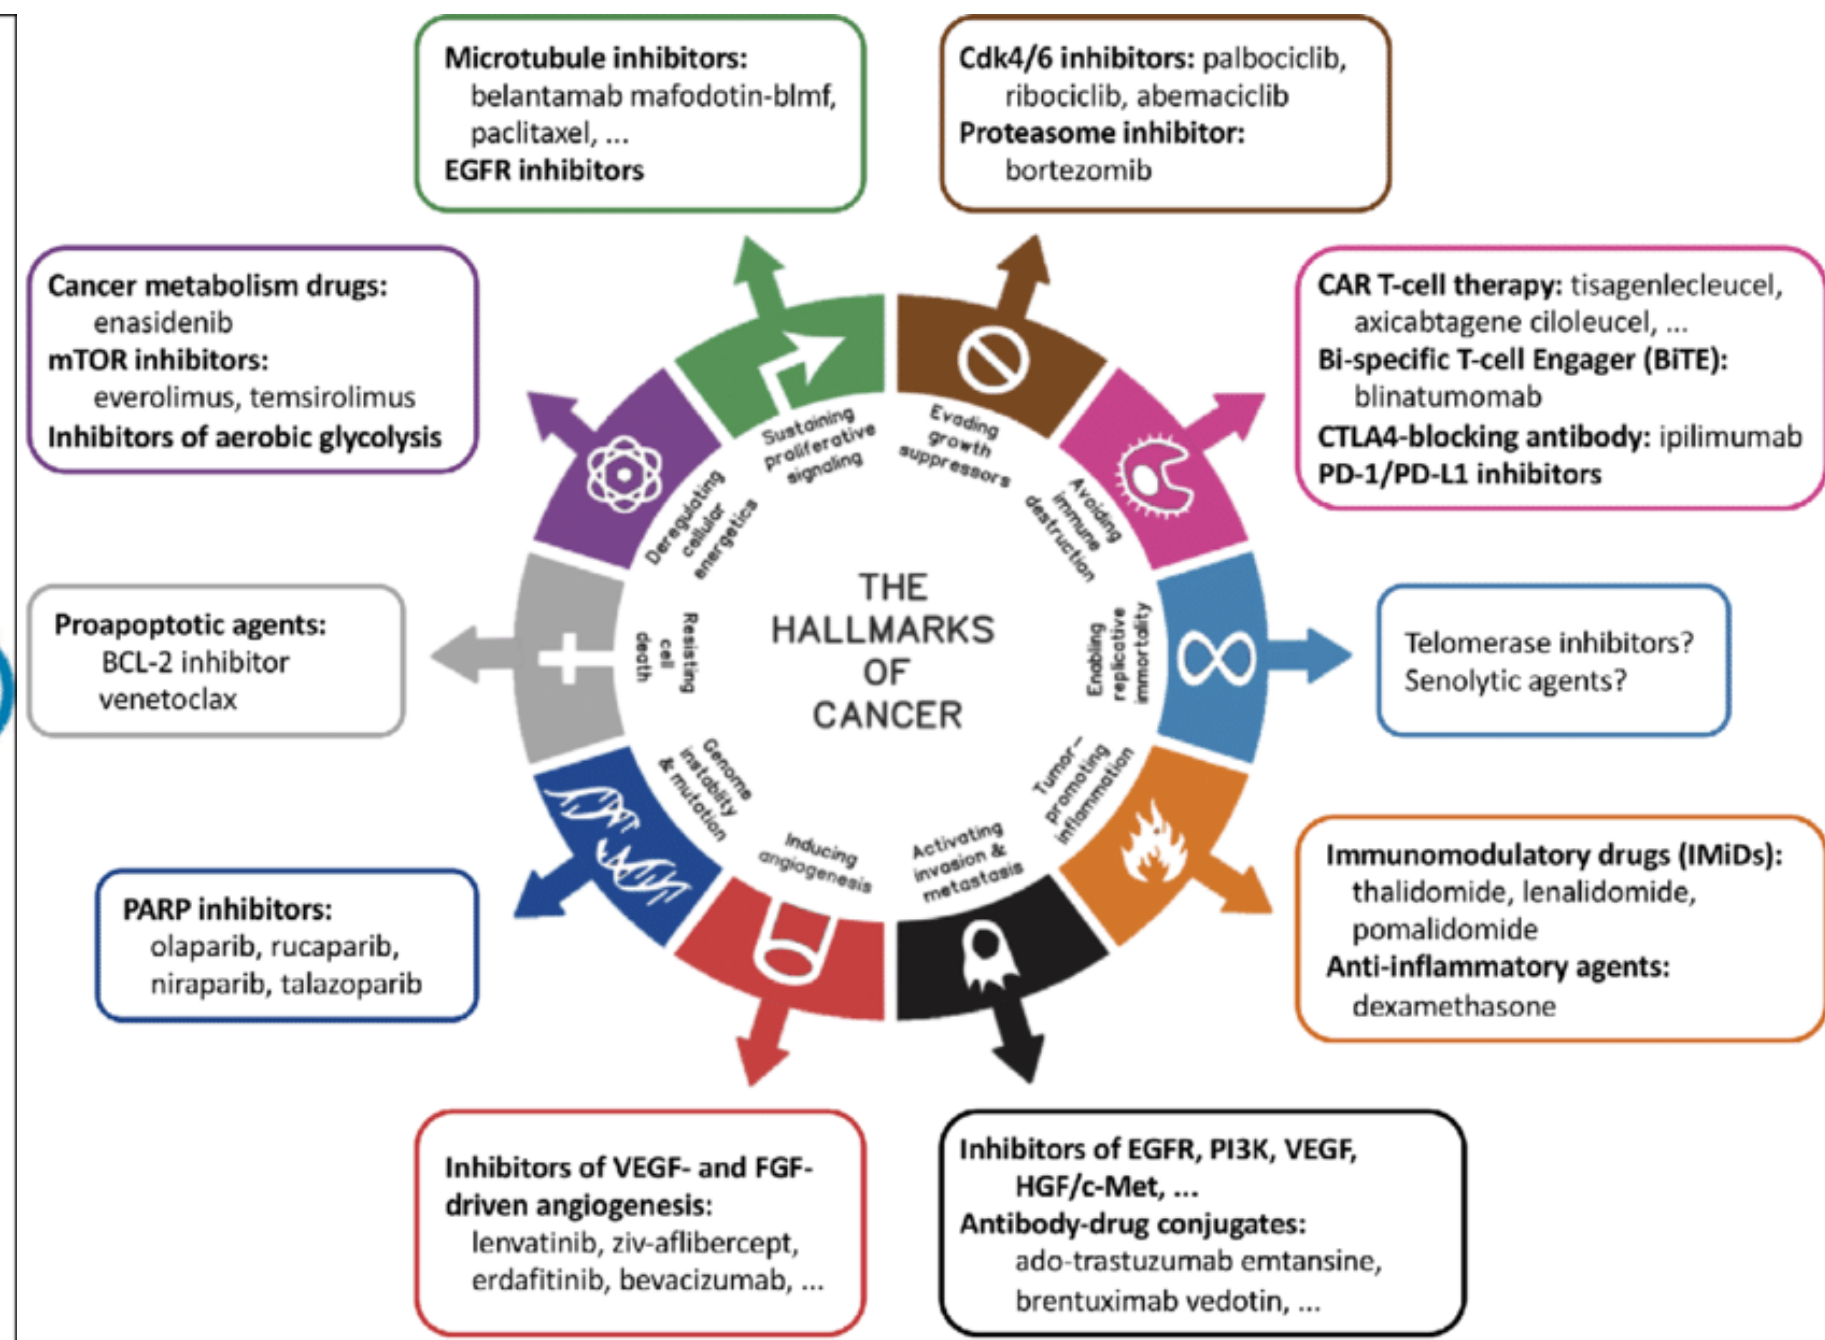 Microtubule inhibitors:
belantamab mafodotin-blmf,
paclitaxel, ...
EGFR inhibitors
Cdk4/6 inhibitors: palbociclib,
ribociclib, abemaciclib
Proteasome inhibitor:
bortezomib
Cancer metabolism drugs:
enasidenib
mTOR inhibitors:
everolimus, temsirolimus
Inhibitors of aerobic glycolysis
CAR T-cell therapy: tisagenlecleucel,
axicabtagene ciloleucel, ...
Bi-specific T-cell Engager (BiTE):
blinatumomab
CTLA4-blocking antibody: ipilimumab
PD-1/PD-L1 inhibitors
Sustaining
proliferative
signaling
Evading
growth
suppressors
Deregulating
cellular
energetics
Avoiding
immune
destruction
THE
HALLMARKS
OF
CANCER
Resisting
cell
death
Enabling
replicative
immortality
Proapoptotic agents:
BCL-2 inhibitor
venetoclax
Telomerase inhibitors?
Senolytic agents?
Genome
instablity
& mutation
Tumor-
promoting
inflammation
Inducing
angiogenesis
Activating
invasion &
metastasis
PARP inhibitors:
olaparib, rucaparib,
niraparib, talazoparib
Immunomodulatory drugs (IMiDs):
thalidomide, lenalidomide,
pomalidomide
Anti-inflammatory agents:
dexamethasone
Inhibitors of VEGF- and FGF-
driven angiogenesis:
lenvatinib, ziv-aflibercept,
erdafitinib, bevacizumab, ...
Inhibitors of EGFR, PI3K, VEGF,
HGF/c-Met, ...
Antibody-drug conjugates:
ado-trastuzumab emtansine,
brentuximab vedotin, ...